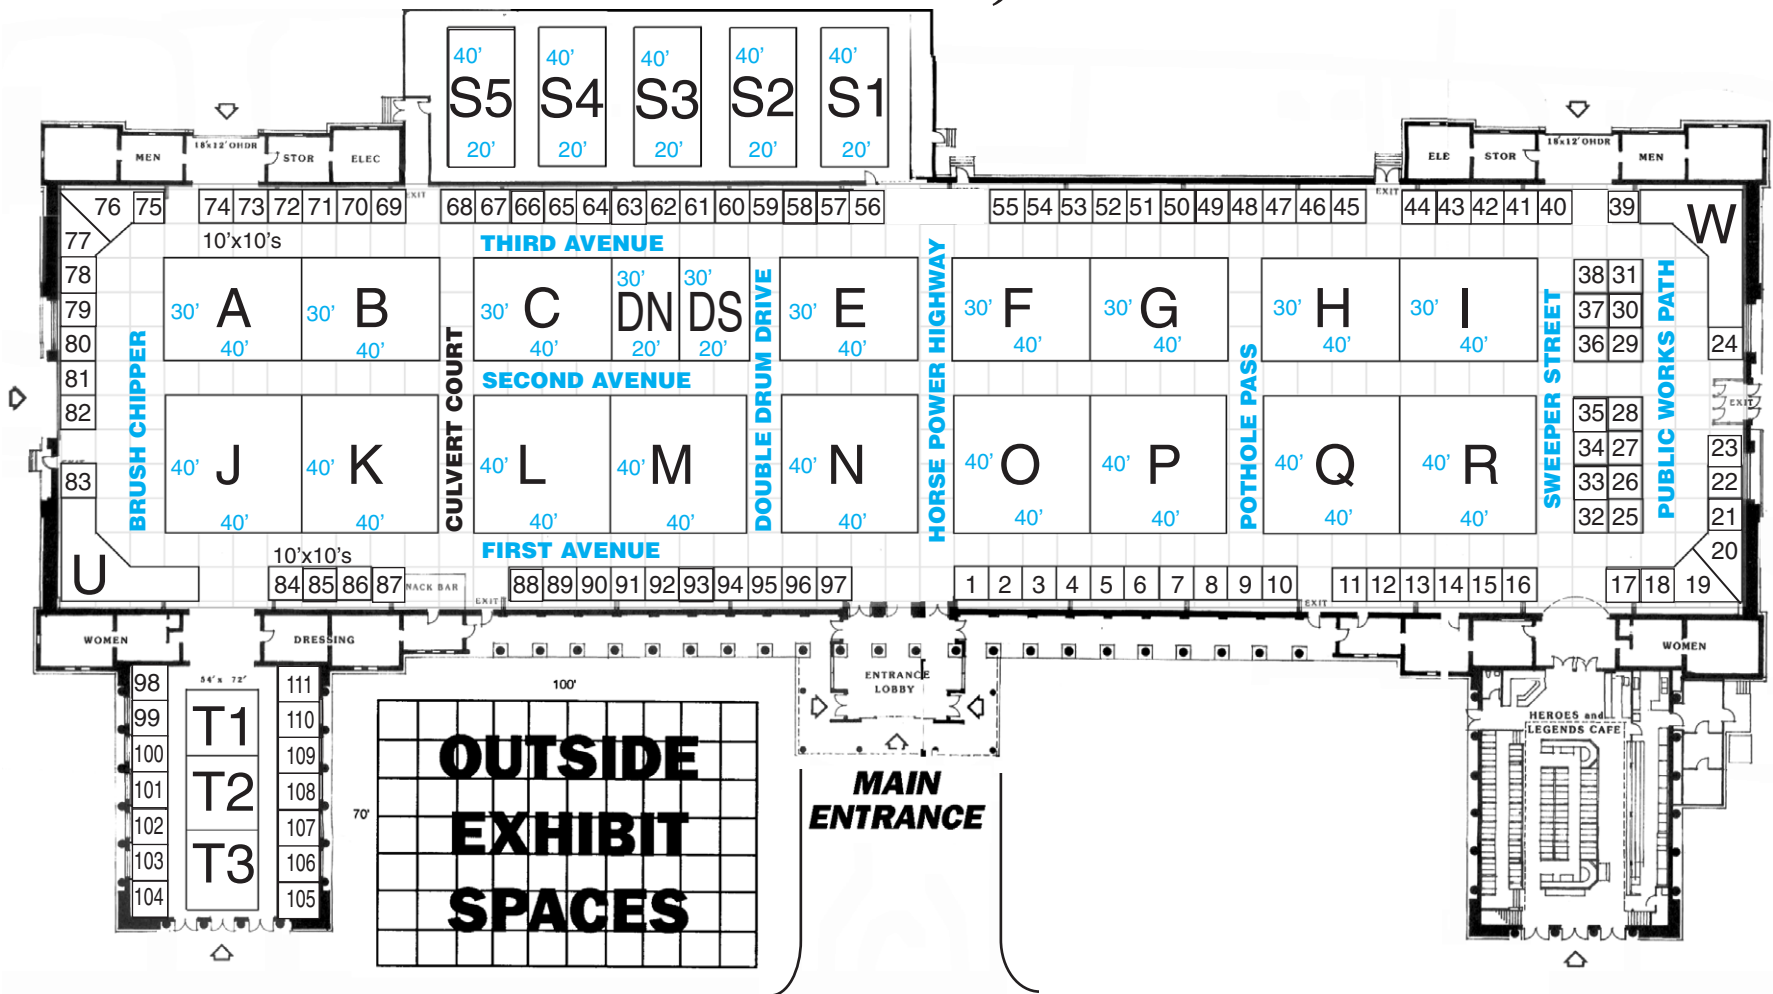 40' 40' 40' 40' 40'
S5 S4 S3 S2 S1
20' 20' 20' 20' 20'
MEN 18'x12' OHDR STOR ELEC
ELE STOR 18'x12' OHDR MEN
76 75 74 73 72 71 70 69 EXIT 68 67 66 65 64 63 62 61 60 59 58 57 56 55 54 53 52 51 50 49 48 47 46 45 EXIT 44 43 42 41 40 39 W
77 10'x10's THIRD AVENUE
78 79 80 81 82 83
BRUSH CHIPPER
30' A 40'
30' B 40'
CULVERT COURT
30' C 40'
30' DN 20'
30' DS 20'
DOUBLE DRUM DRIVE
30' E 40'
HORSE POWER HIGHWAY
30' F 40'
30' G 40'
POTHOLE PASS
30' H 40'
30' I 40'
SWEEPER STREET
38 31
37 30
36 29
35 28
34 27
33 26
32 25
PUBLIC WORKS PATH
24
EXIT
23
22
21
20
SECOND AVENUE
40' J 40'
40' K 40'
40' L 40'
40' M 40'
40' N 40'
40' O 40'
40' P 40'
40' Q 40'
40' R 40'
FIRST AVENUE
U
10'x10's
84 85 86 87 NACK BAR EXIT 88 89 90 91 92 93 94 95 96 97 1 2 3 4 5 6 7 8 9 10 EXIT 11 12 13 14 15 16 17 18 19
WOMEN DRESSING
ENTRANCE
LOBBY
WOMEN
54' x 72'
98 111
99 T1 110
100 109
101 T2 108
102 107
103 T3 106
104 105
100'
70'
OUTSIDE
EXHIBIT
SPACES
MAIN
ENTRANCE
HEROES and
LEGENDS CAFE